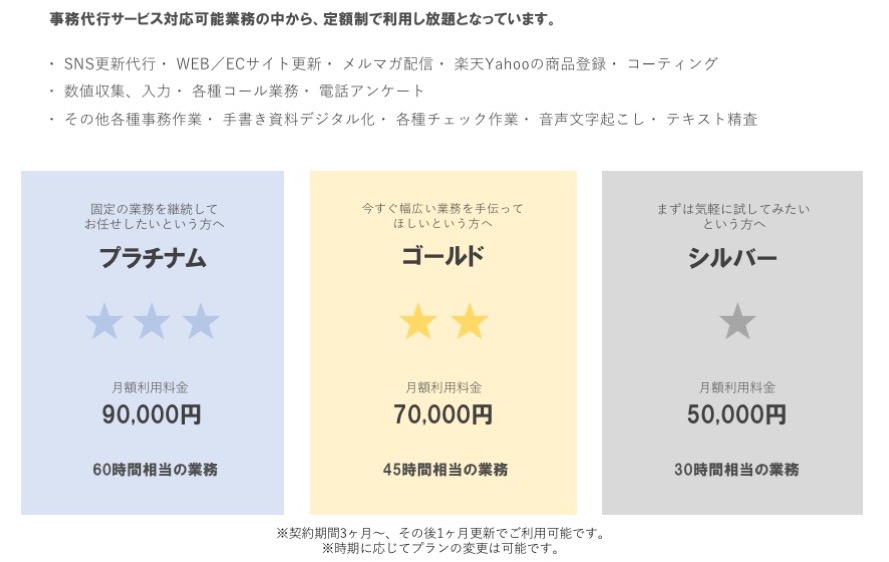 事務代行サービス対応可能業務の中から、定額制で利用し放題となっています。
・ SNS更新代行・ WEB／ECサイト更新・ メルマガ配信・ 楽天Yahooの商品登録・ コーティング
・ 数値収集、入力・ 各種コール業務・ 電話アンケート
・ その他各種事務作業・ 手書き資料デジタル化・ 各種チェック作業・ 音声文字起こし・ テキスト精査
固定の業務を継続して
お任せしたいという方へ
プラチナム
月額利用料金
90,000円
60時間相当の業務
今すぐ幅広い業務を手伝って
ほしいという方へ
ゴールド
月額利用料金
70,000円
45時間相当の業務
まずは気軽に試してみたい
という方へ
シルバー
月額利用料金
50,000円
30時間相当の業務
※契約期間3ヶ月〜、その後1ヶ月更新でご利用可能です。
※時期に応じてプランの変更は可能です。